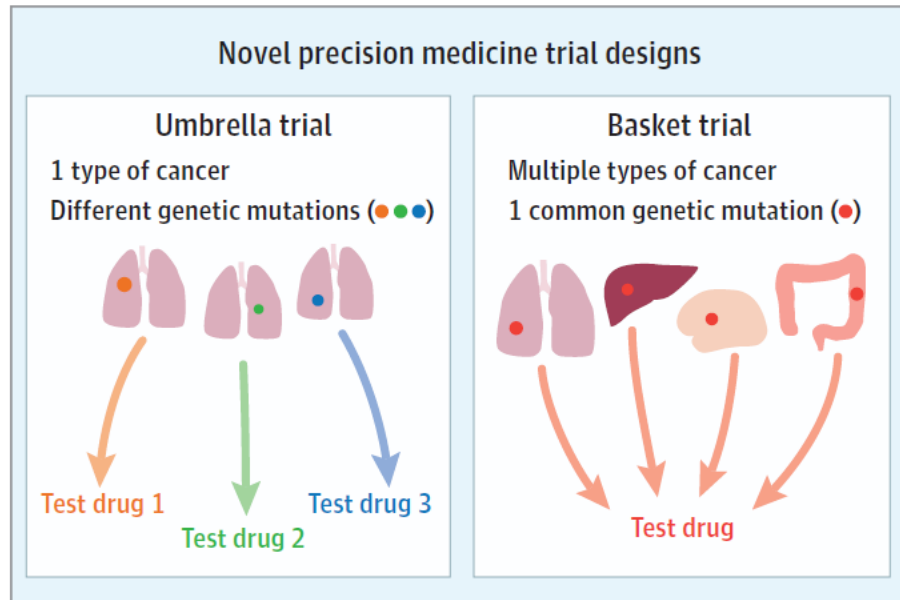 Novel precision medicine trial designs
Umbrella trial
1 type of cancer
Different genetic mutations (●●●)
Test drug 1
Test drug 2
Test drug 3
Basket trial
Multiple types of cancer
1 common genetic mutation (●)
Test drug